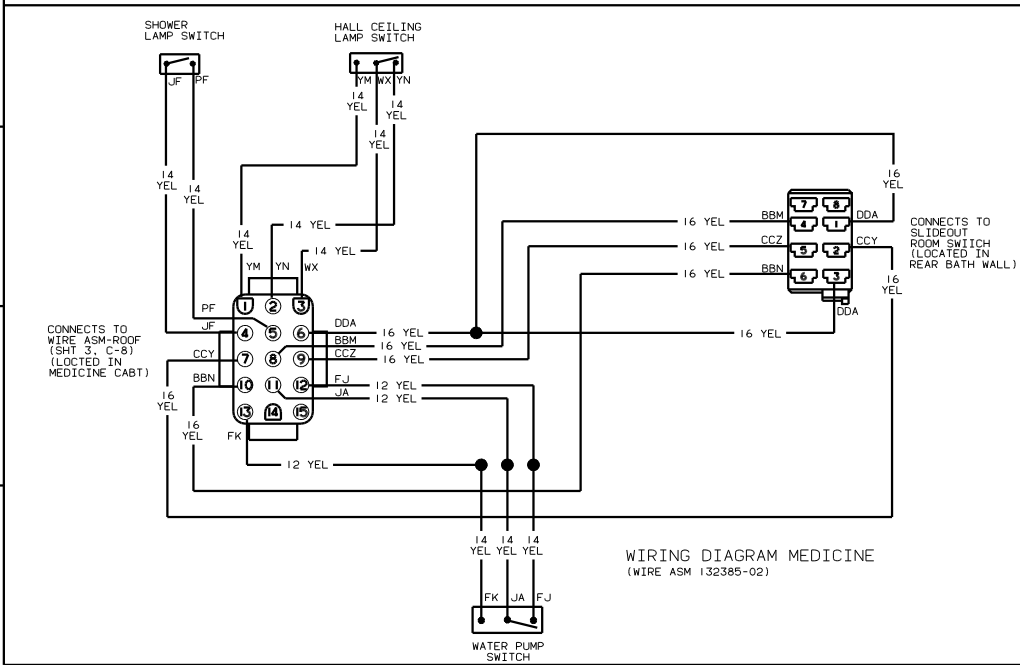 SHOWER
LAMP SWITCH
HALL CEILING
LAMP SWITCH
JF PF
YM WX YN
14
YEL
14
YEL
14
YEL
14
YEL
14
YEL
16
YEL
7 8
4 1
5 2
6 3
BBM
CCZ
BBN
DDA
CCY
DDA
16 YEL
16 YEL
16 YEL
CONNECTS TO
SLIDEOUT
ROOM SWIICH
(LOCATED IN
REAR BATH WALL)
16
YEL
14 YEL
14
YEL
14 YEL
YM YN WX
1 2 3
4 5 6
7 8 9
10 11 12
13 14 15
PF
JF
CCY
BBN
FK
DDA
BBM
CCZ
FJ
JA
16 YEL
16 YEL
16 YEL
16 YEL
12 YEL
12 YEL
CONNECTS TO
WIRE ASM-ROOF
(SHT 3, C-8)
(LOCTED IN
MEDICINE CABT)
16
YEL
16
YEL
12 YEL
14
YEL
14
YEL
14
YEL
FK JA FJ
WATER PUMP
SWITCH
WIRING DIAGRAM MEDICINE
(WIRE ASM 132385-02)